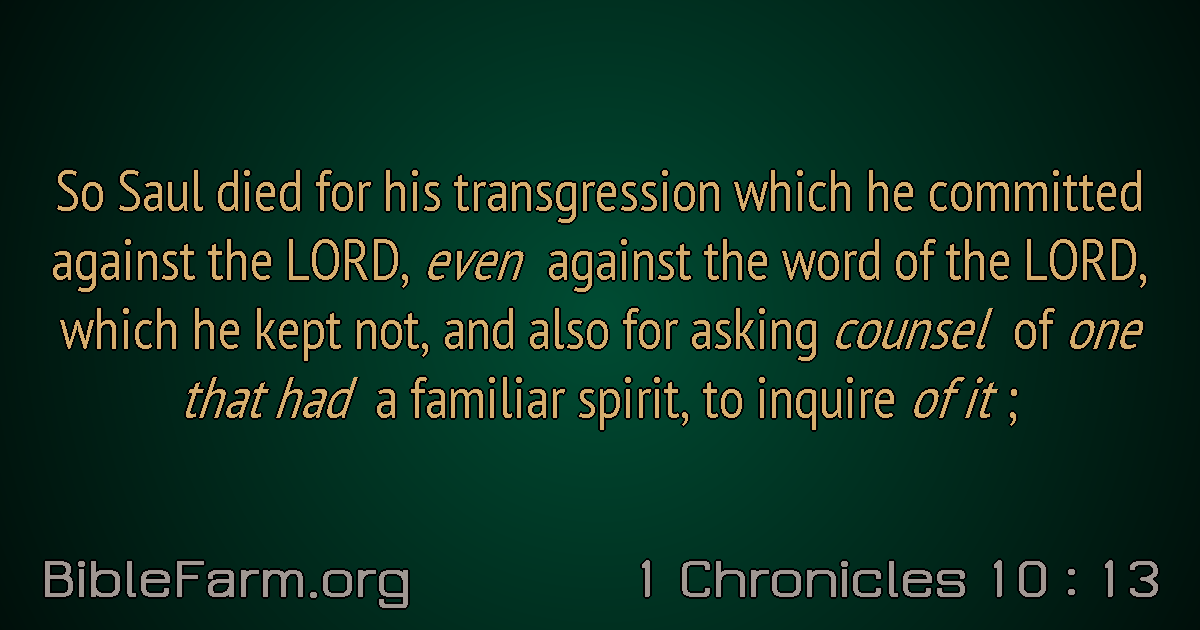 So Saul died for his transgression which he committed
against the LORD, even against the word of the LORD,
which he kept not, and also for asking counsel of one
that had a familiar spirit, to inquire of it ;
BibleFarm.org
1 Chronicles 10 : 13